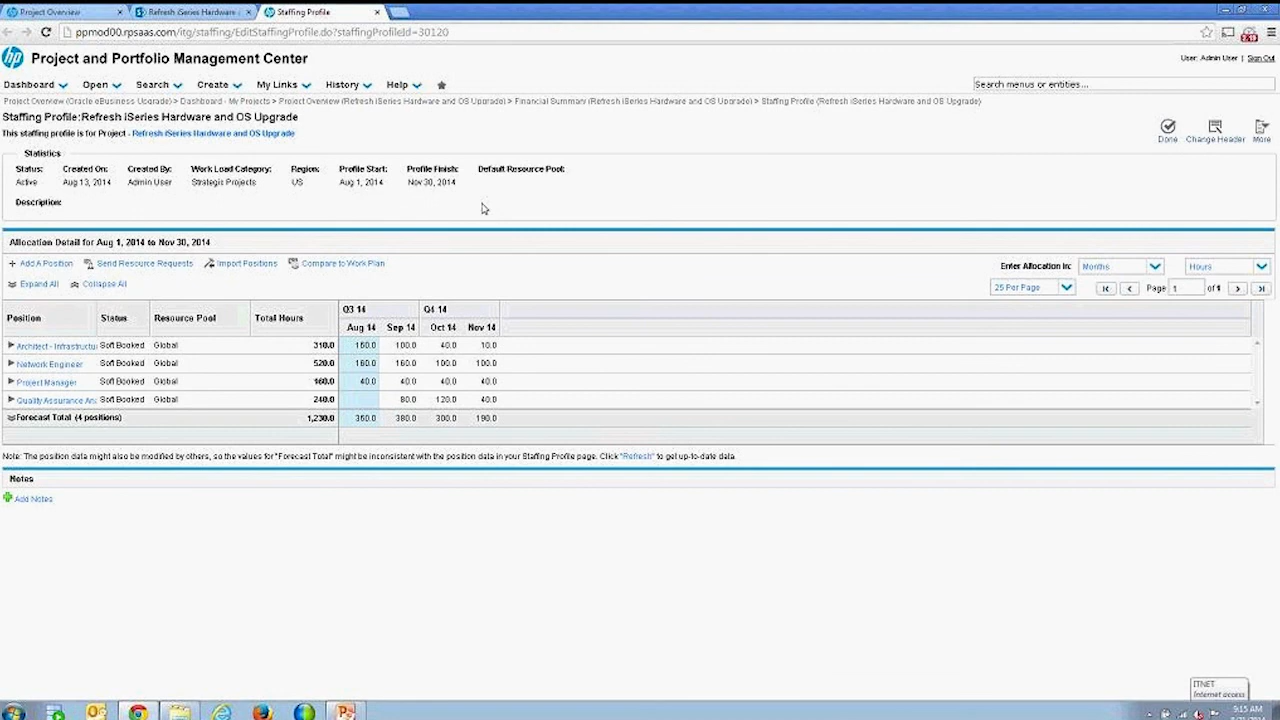 Project Overview
Refresh iSeries Hardware
Staffing Profile
ppmod00.rpsaas.com/itg/staffing/EditStaffingProfile.do?staffingProfileId=30120
hp Project and Portfolio Management Center
User: Admin User | Sign Out
Dashboard Open Search Create My Links History Help
Search menus or entities...
Project Overview (Oracle eBusiness Upgrade) > Dashboard - My Projects > Project Overview (Refresh iSeries Hardware and OS Upgrade) > Financial Summary (Refresh iSeries Hardware and OS Upgrade) > Staffing Profile (Refresh iSeries Hardware and OS Upgrade)
Staffing Profile:Refresh iSeries Hardware and OS Upgrade
This staffing profile is for Project - Refresh iSeries Hardware and OS Upgrade
Done Change Header More
Statistics
Status: Created On: Created By: Work Load Category: Region: Profile Start: Profile Finish: Default Resource Pool:
Active Aug 13, 2014 Admin User Strategic Projects US Aug 1, 2014 Nov 30, 2014
Description:
Allocation Detail for Aug 1, 2014 to Nov 30, 2014
+ Add A Position Send Resource Requests Import Positions Compare to Work Plan
Enter Allocation in: Months Hours
Expand All Collapse All
25 Per Page Page 1 of 1
Q3 14 Q4 14
Position Status Resource Pool Total Hours
Aug 14 Sep 14 Oct 14 Nov 14
Architect - Infrastructu Soft Booked Global 310.0 160.0 100.0 40.0 10.0
Network Engineer Soft Booked Global 520.0 160.0 160.0 100.0 100.0
Project Manager Soft Booked Global 160.0 40.0 40.0 40.0 40.0
Quality Assurance An Soft Booked Global 240.0 80.0 120.0 40.0
Forecast Total (4 positions) 1,230.0 360.0 380.0 300.0 190.0
Note: The position data might also be modified by others, so the values for "Forecast Total" might be inconsistent with the position data in your Staffing Profile page. Click "Refresh" to get up-to-date data.
Notes
Add Notes
ITNET
Internet access
9:15 AM